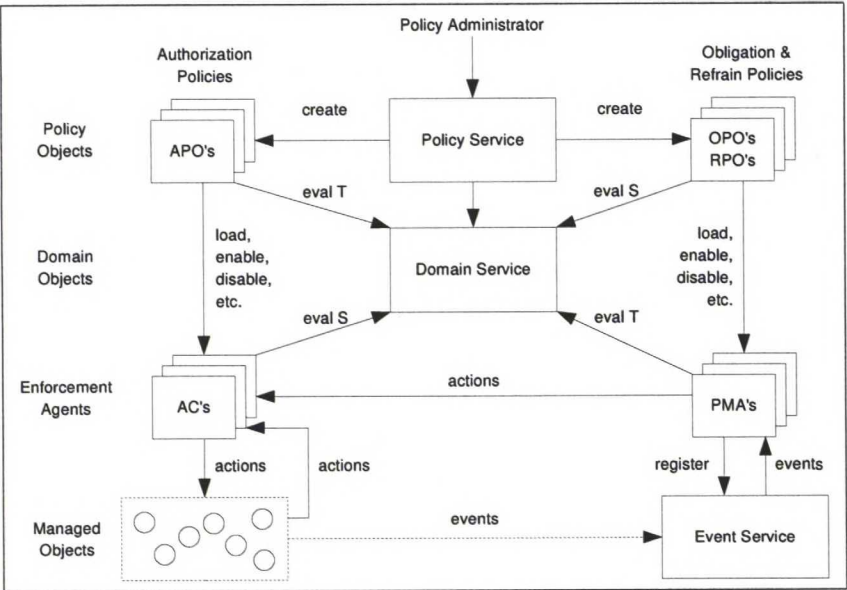 Policy Administrator
Authorization
Policies
Obligation &
Refrain Policies
create
create
Policy
Objects
APO's
Policy Service
OPO's
RPO's
eval T
eval S
load,
enable,
disable,
etc.
Domain
Objects
Domain Service
load,
enable,
disable,
etc.
eval S
eval T
Enforcement
Agents
AC's
actions
PMA's
actions
actions
register
events
Managed
Objects
events
Event Service